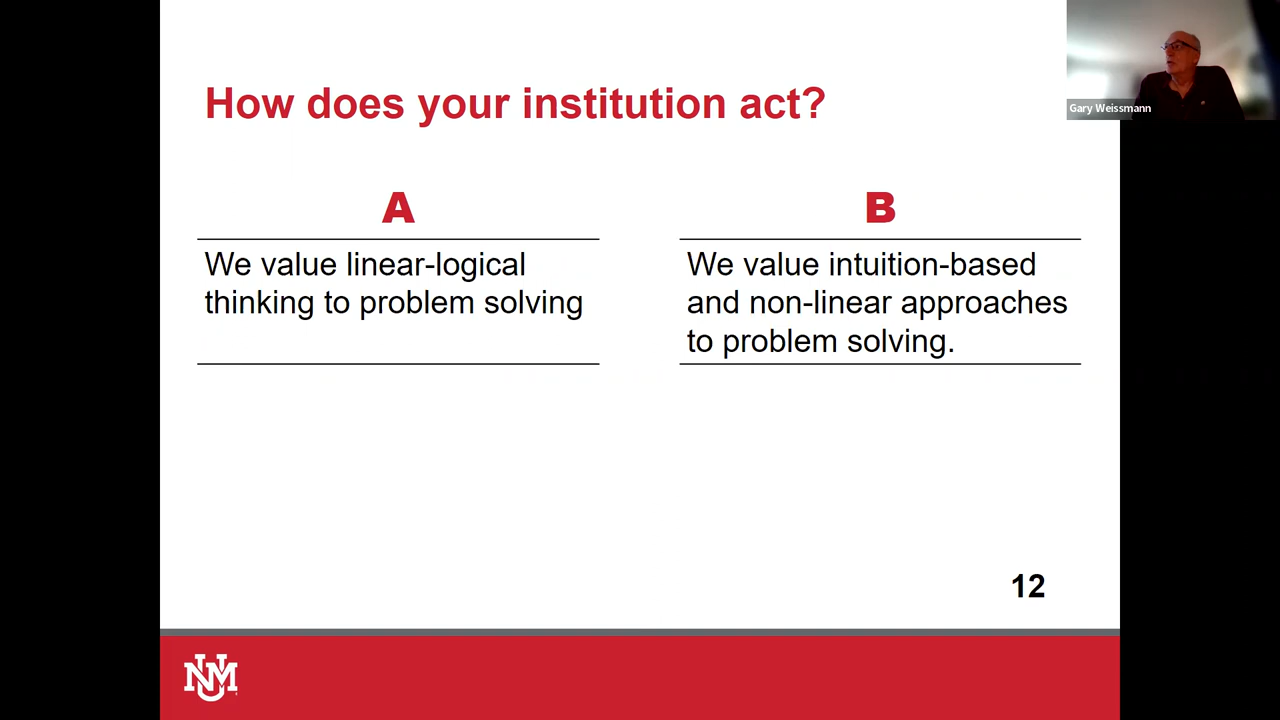 How does your institution act?
Gary Weissmann
A
We value linear-logical
thinking to problem solving
B
We value intuition-based
and non-linear approaches
to problem solving.
12
UNM